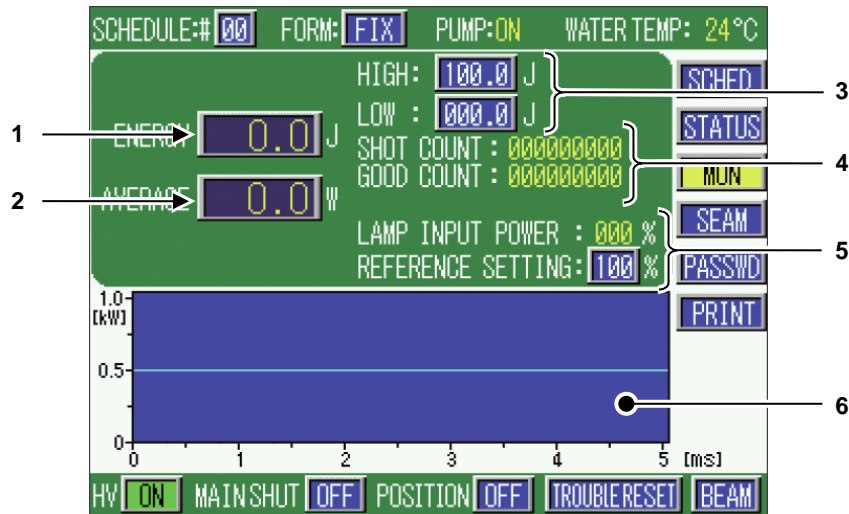 SCHEDULE:# 00 FORM: FIX PUMP:ON WATER TEMP: 24°C
HIGH: 100.0 J
LOW : 000.0 J
ENERGY 0.0 J
SHOT COUNT : 000000000
GOOD COUNT : 000000000
AVERAGE 0.0 W
LAMP INPUT POWER : 000 %
REFERENCE SETTING: 100 %
SCHED
STATUS
MON
SEAM
PASSWD
PRINT
1
2
3
4
5
6
1.0
[kW]
0.5
0
0 1 2 3 4 5 [ms]
HV ON MAIN SHUT OFF POSITION OFF TROUBLE RESET BEAM